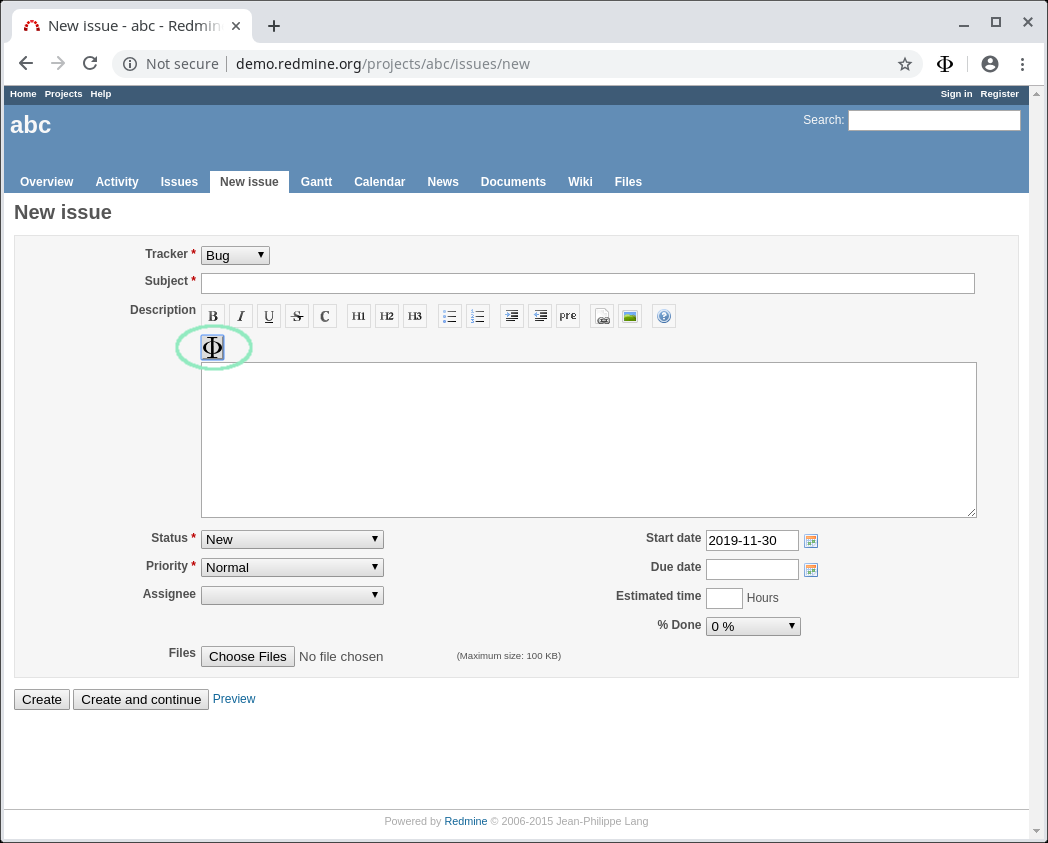 New issue - abc - Redmin
Not secure | demo.redmine.org/projects/abc/issues/new Φ
Home Projects Help Sign in Register
abc Search:
Overview Activity Issues New issue Gantt Calendar News Documents Wiki Files
New issue
Tracker * Bug
Subject *
Description B I U S C H1 H2 H3 pre ?
Φ
Status * New Start date 2019-11-30
Priority * Normal Due date
Assignee Estimated time Hours
% Done 0 %
Files Choose Files No file chosen (Maximum size: 100 KB)
Create Create and continue Preview
Powered by Redmine © 2006-2015 Jean-Philippe Lang